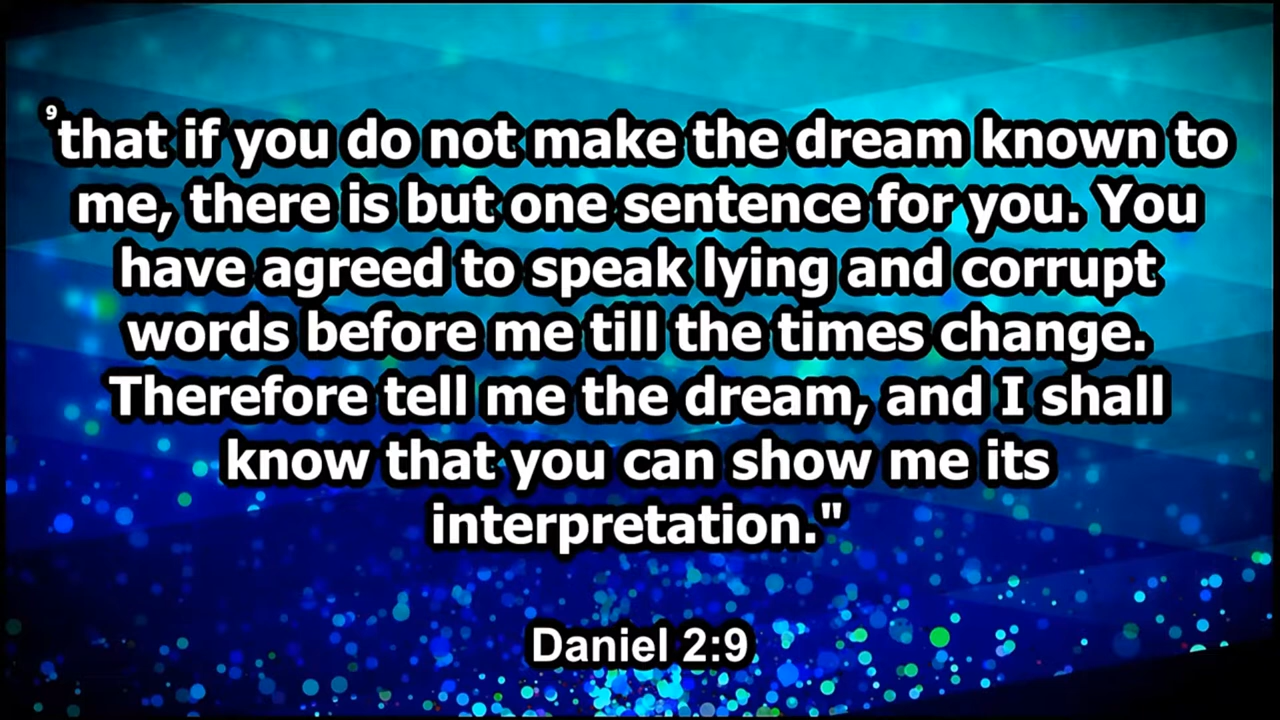 9that if you do not make the dream known to
me, there is but one sentence for you. You
have agreed to speak lying and corrupt
words before me till the times change.
Therefore tell me the dream, and I shall
know that you can show me its
interpretation."
Daniel 2:9